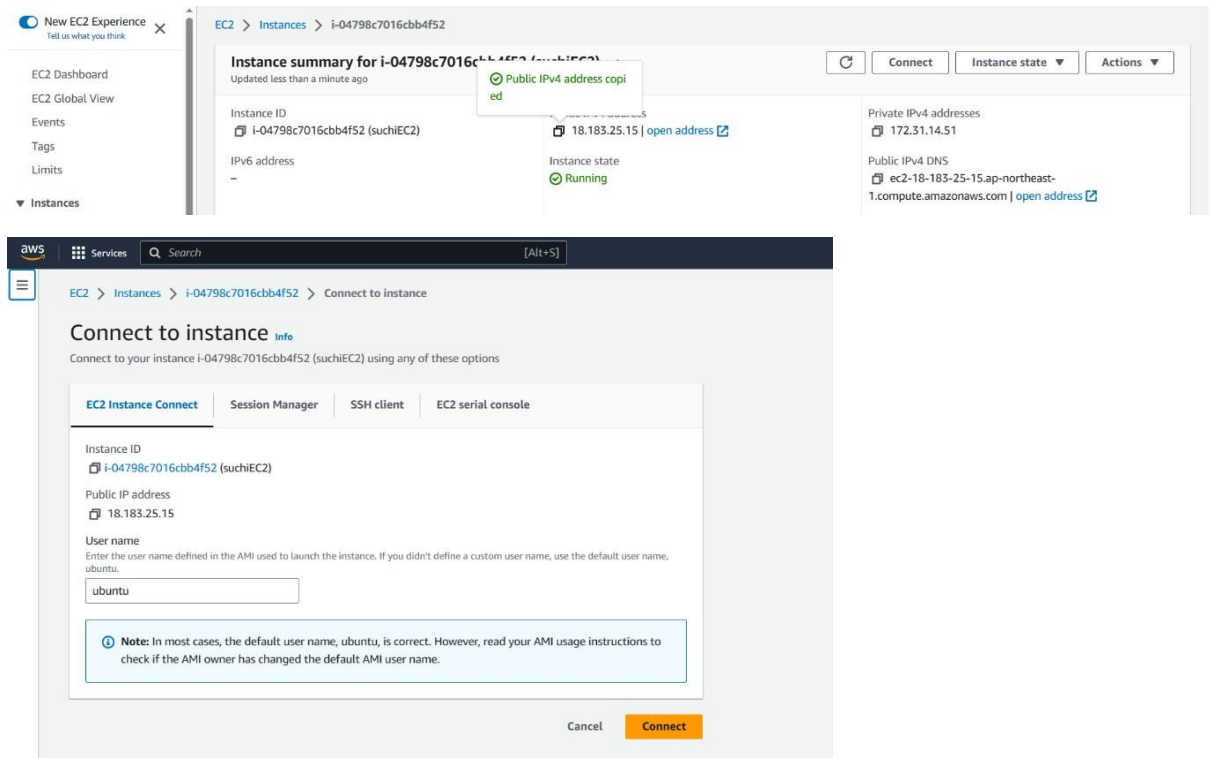 New EC2 Experience
Tell us what you think
EC2 Dashboard
EC2 Global View
Events
Tags
Limits
▼ Instances
EC2 > Instances > i-04798c7016cbb4f52
Instance summary for i-04798c7016cbb4f52 (suchiEC2)
Updated less than a minute ago
Connect
Instance state ▼
Actions ▼
Public IPv4 address copi
ed
Instance ID
i-04798c7016cbb4f52 (suchiEC2)
18.183.25.15 | open address
Private IPv4 addresses
172.31.14.51
IPv6 address
–
Instance state
Running
Public IPv4 DNS
ec2-18-183-25-15.ap-northeast-
1.compute.amazonaws.com | open address
aws
Services
Search
[Alt+S]
EC2 > Instances > i-04798c7016cbb4f52 > Connect to instance
Connect to instance Info
Connect to your instance i-04798c7016cbb4f52 (suchiEC2) using any of these options
EC2 Instance Connect
Session Manager
SSH client
EC2 serial console
Instance ID
i-04798c7016cbb4f52 (suchiEC2)
Public IP address
18.183.25.15
User name
Enter the user name defined in the AMI used to launch the instance. If you didn't define a custom user name, use the default user name,
ubuntu.
ubuntu
Note: In most cases, the default user name, ubuntu, is correct. However, read your AMI usage instructions to
check if the AMI owner has changed the default AMI user name.
Cancel
Connect